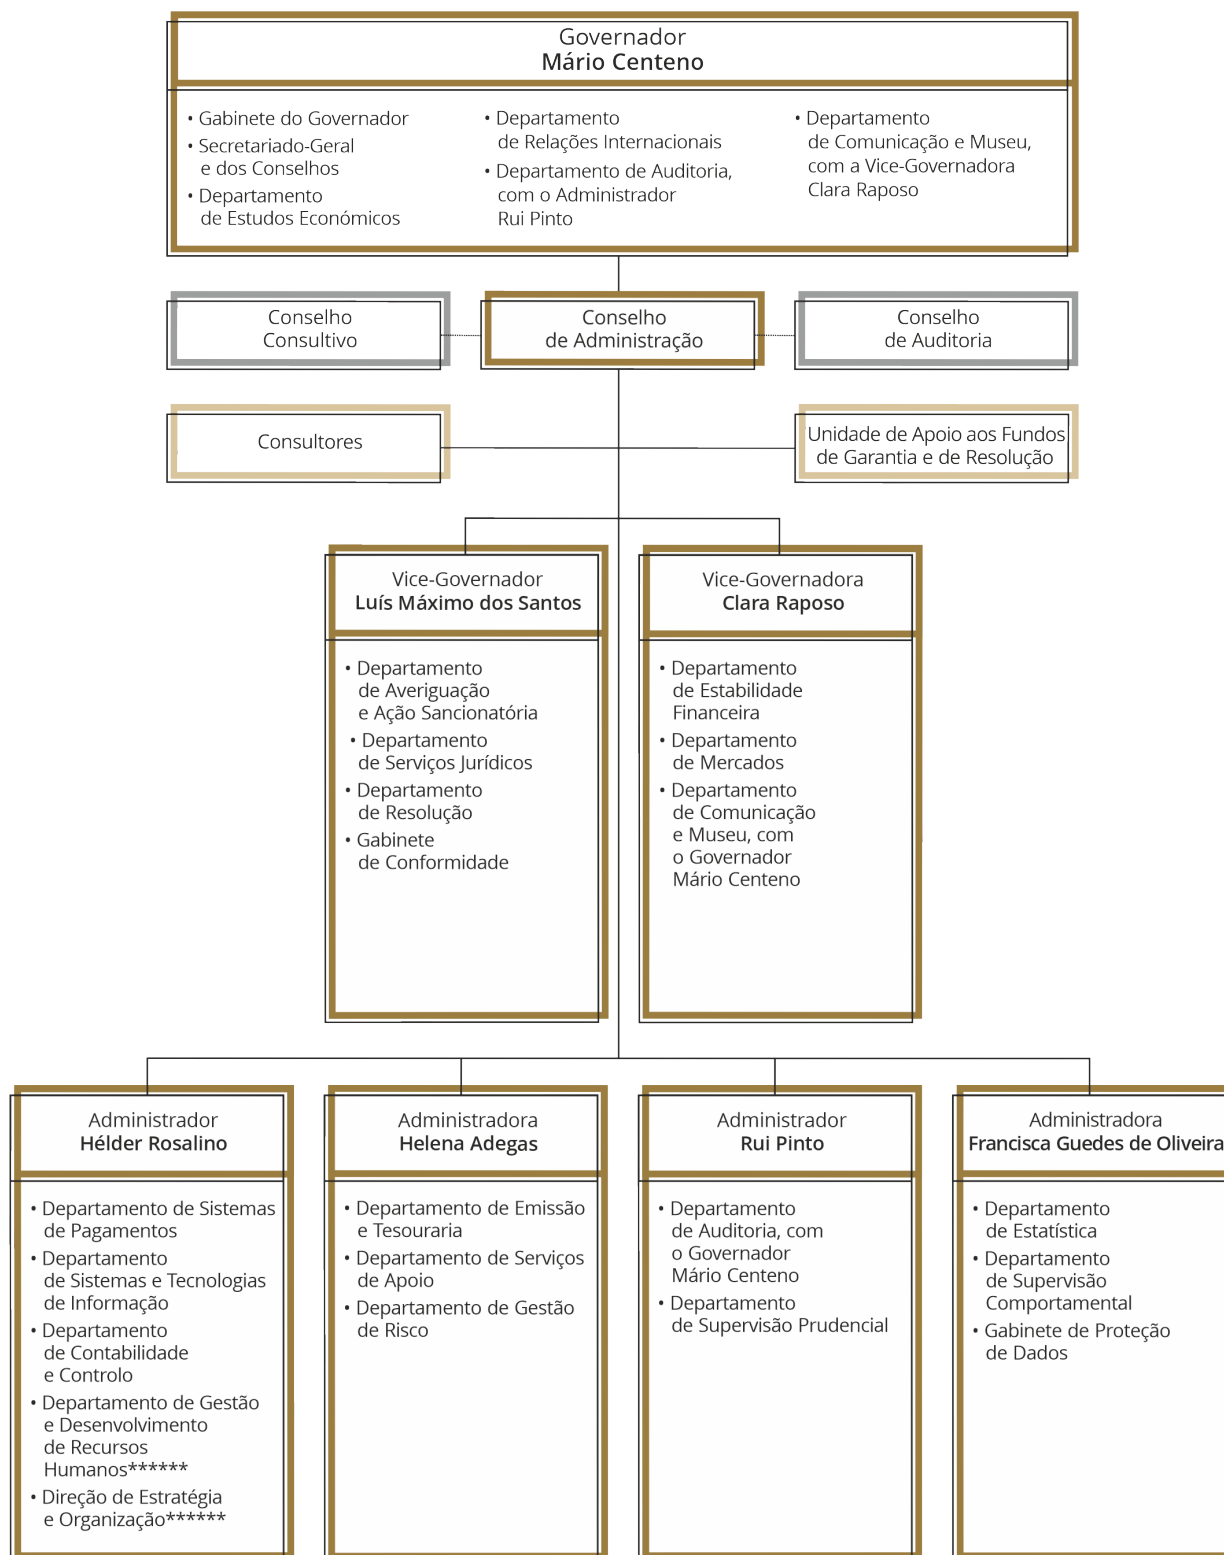 Governador
Mário Centeno
• Gabinete do Governador
• Secretariado-Geral
e dos Conselhos
• Departamento
de Estudos Económicos
• Departamento
de Relações Internacionais
• Departamento de Auditoria,
com o Administrador
Rui Pinto
• Departamento
de Comunicação e Museu,
com a Vice-Governadora
Clara Raposo
Conselho
Consultivo
Conselho
de Administração
Conselho
de Auditoria
Consultores
Unidade de Apoio aos Fundos
de Garantia e de Resolução
Vice-Governador
Luís Máximo dos Santos
• Departamento
de Averiguação
e Ação Sancionatória
• Departamento
de Serviços Jurídicos
• Departamento
de Resolução
• Gabinete
de Conformidade
Vice-Governadora
Clara Raposo
• Departamento
de Estabilidade
Financeira
• Departamento
de Mercados
• Departamento
de Comunicação
e Museu, com
o Governador
Mário Centeno
Administrador
Hélder Rosalino
• Departamento de Sistemas
de Pagamentos
• Departamento
de Sistemas e Tecnologias
de Informação
• Departamento
de Contabilidade
e Controlo
• Departamento de Gestão
e Desenvolvimento
de Recursos
Humanos******
• Direção de Estratégia
e Organização******
Administradora
Helena Adegas
• Departamento de Emissão
e Tesouraria
• Departamento de Serviços
de Apoio
• Departamento de Gestão
de Risco
Administrador
Rui Pinto
• Departamento
de Auditoria, com
o Governador
Mário Centeno
• Departamento
de Supervisão Prudencial
Administradora
Francisca Guedes de Oliveira
• Departamento
de Estatística
• Departamento
de Supervisão
Comportamental
• Gabinete de Proteção
de Dados